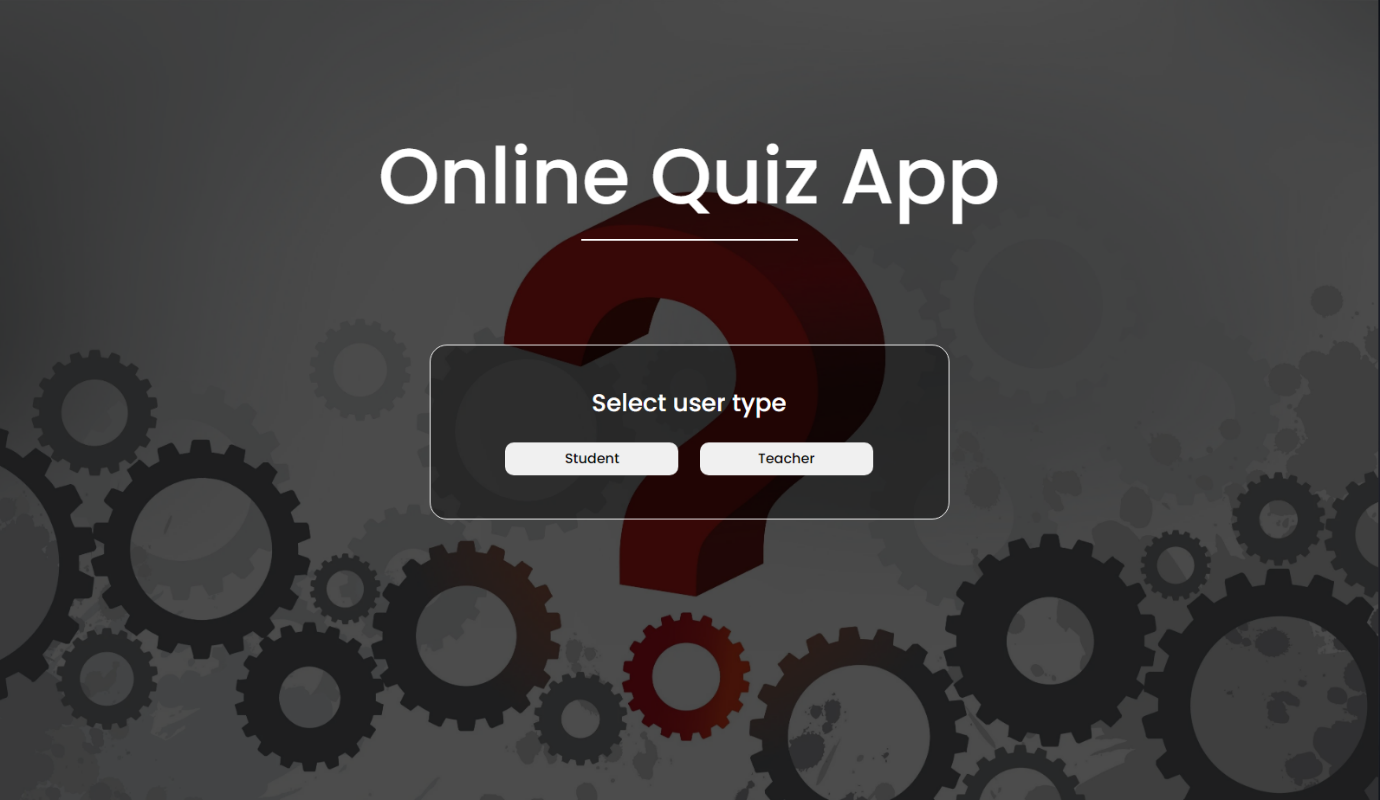 Online Quiz App
Select user type
Student
Teacher